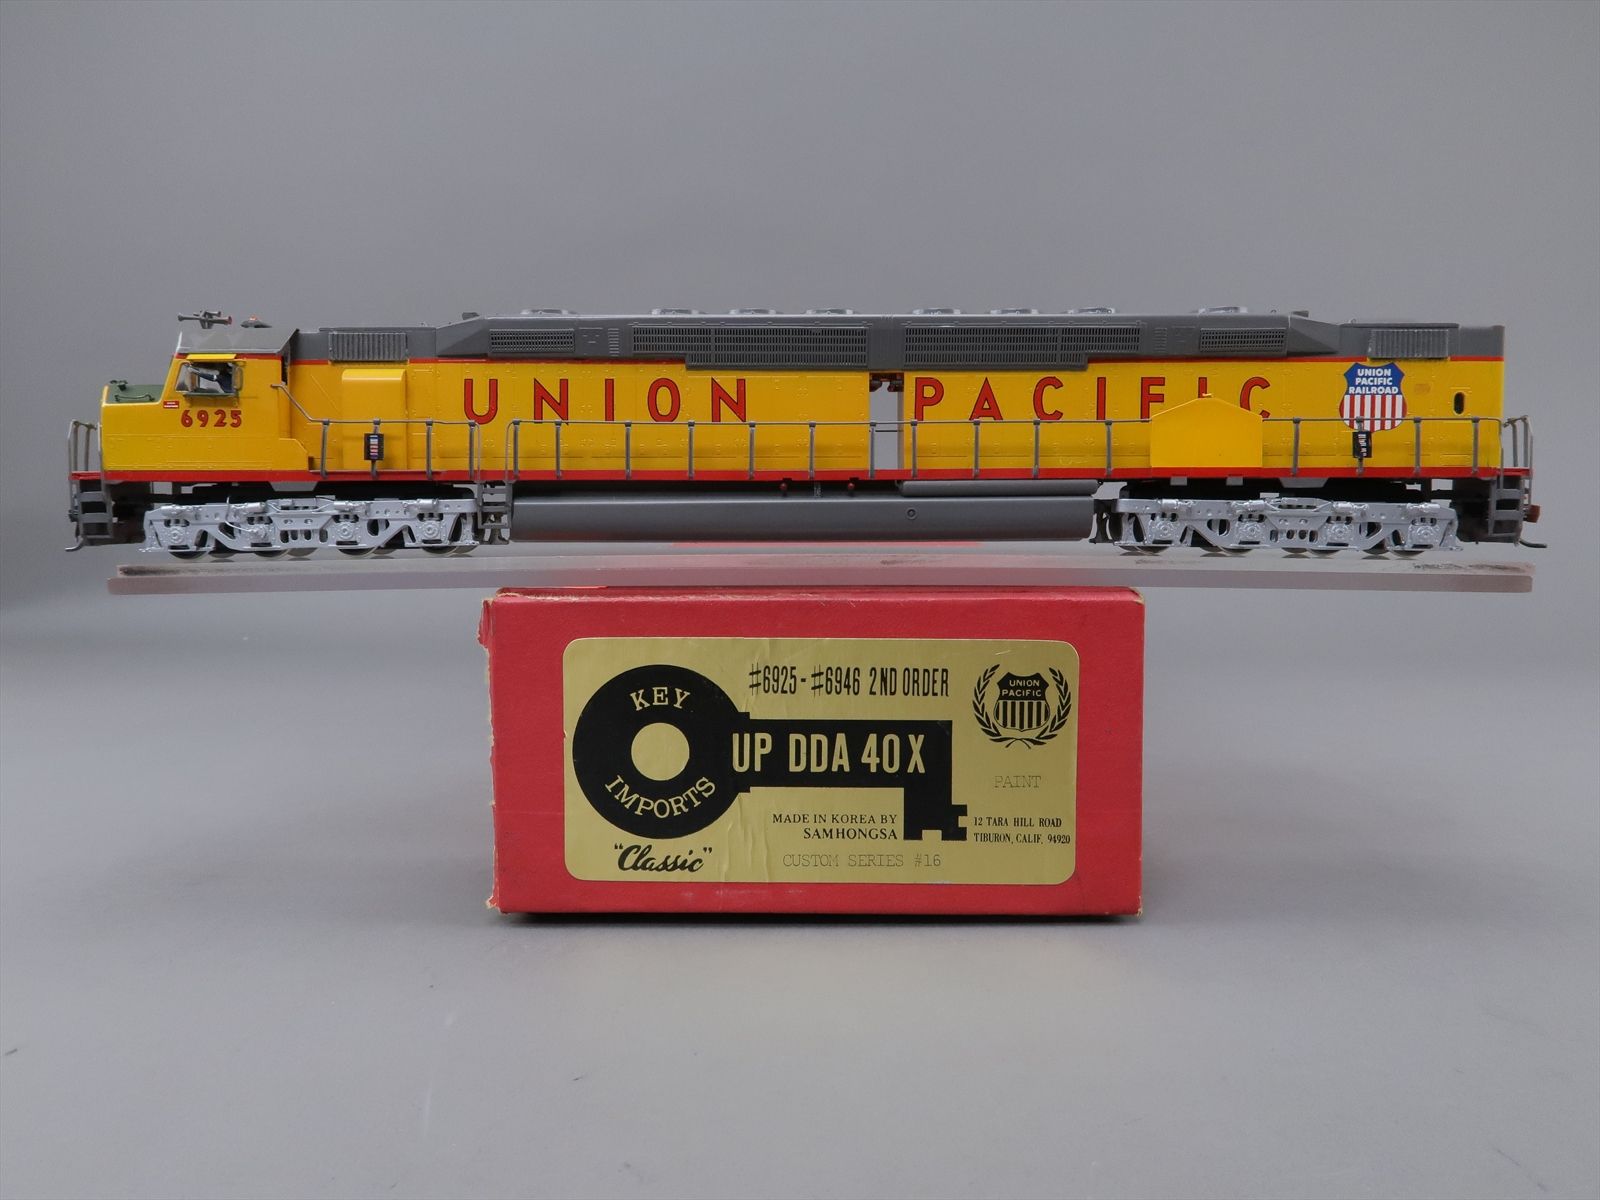 6925
UNION PACIFIC
UNION
PACIFIC
RAILROAD
#6925-#6946 2ND ORDER
KEY
IMPORTS
UP DDA 40X
UNION
PACIFIC
PAINT
MADE IN KOREA BY
SAMHONGSA
12 TARA HILL ROAD
TIBURON, CALIF. 94920
"Classic"
CUSTOM SERIES #16